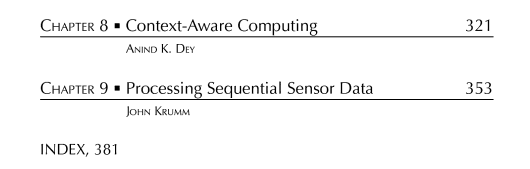 CHAPTER 8 ■ Context-Aware Computing 321
ANIND K. DEY
CHAPTER 9 ■ Processing Sequential Sensor Data 353
JOHN KRUMM
INDEX, 381